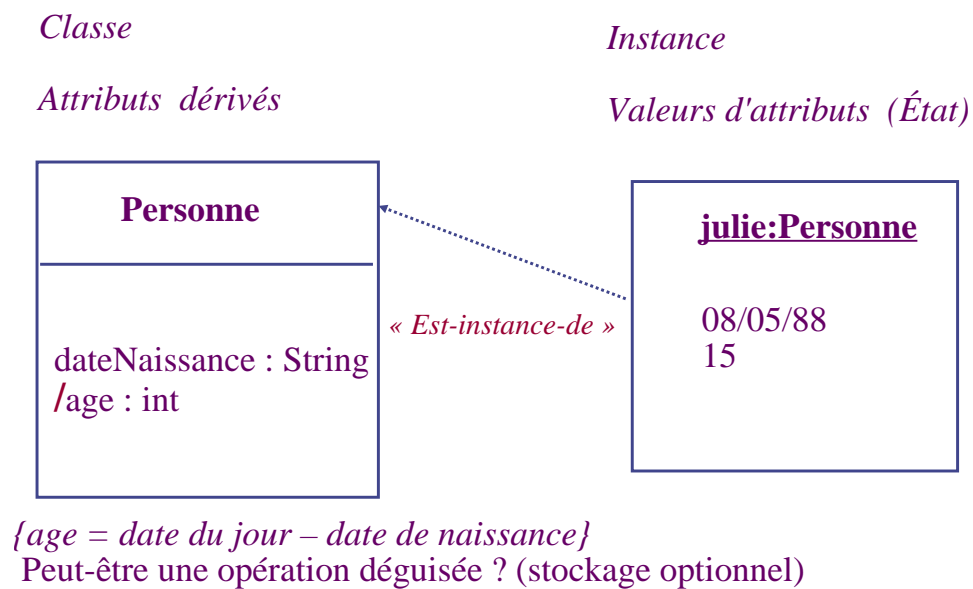 Classe
Attributs dérivés
Instance
Valeurs d'attributs (État)
Personne
dateNaissance : String
/age : int
« Est-instance-de »
julie:Personne
08/05/88
15
{age = date du jour – date de naissance}
Peut-être une opération déguisée ? (stockage optionnel)